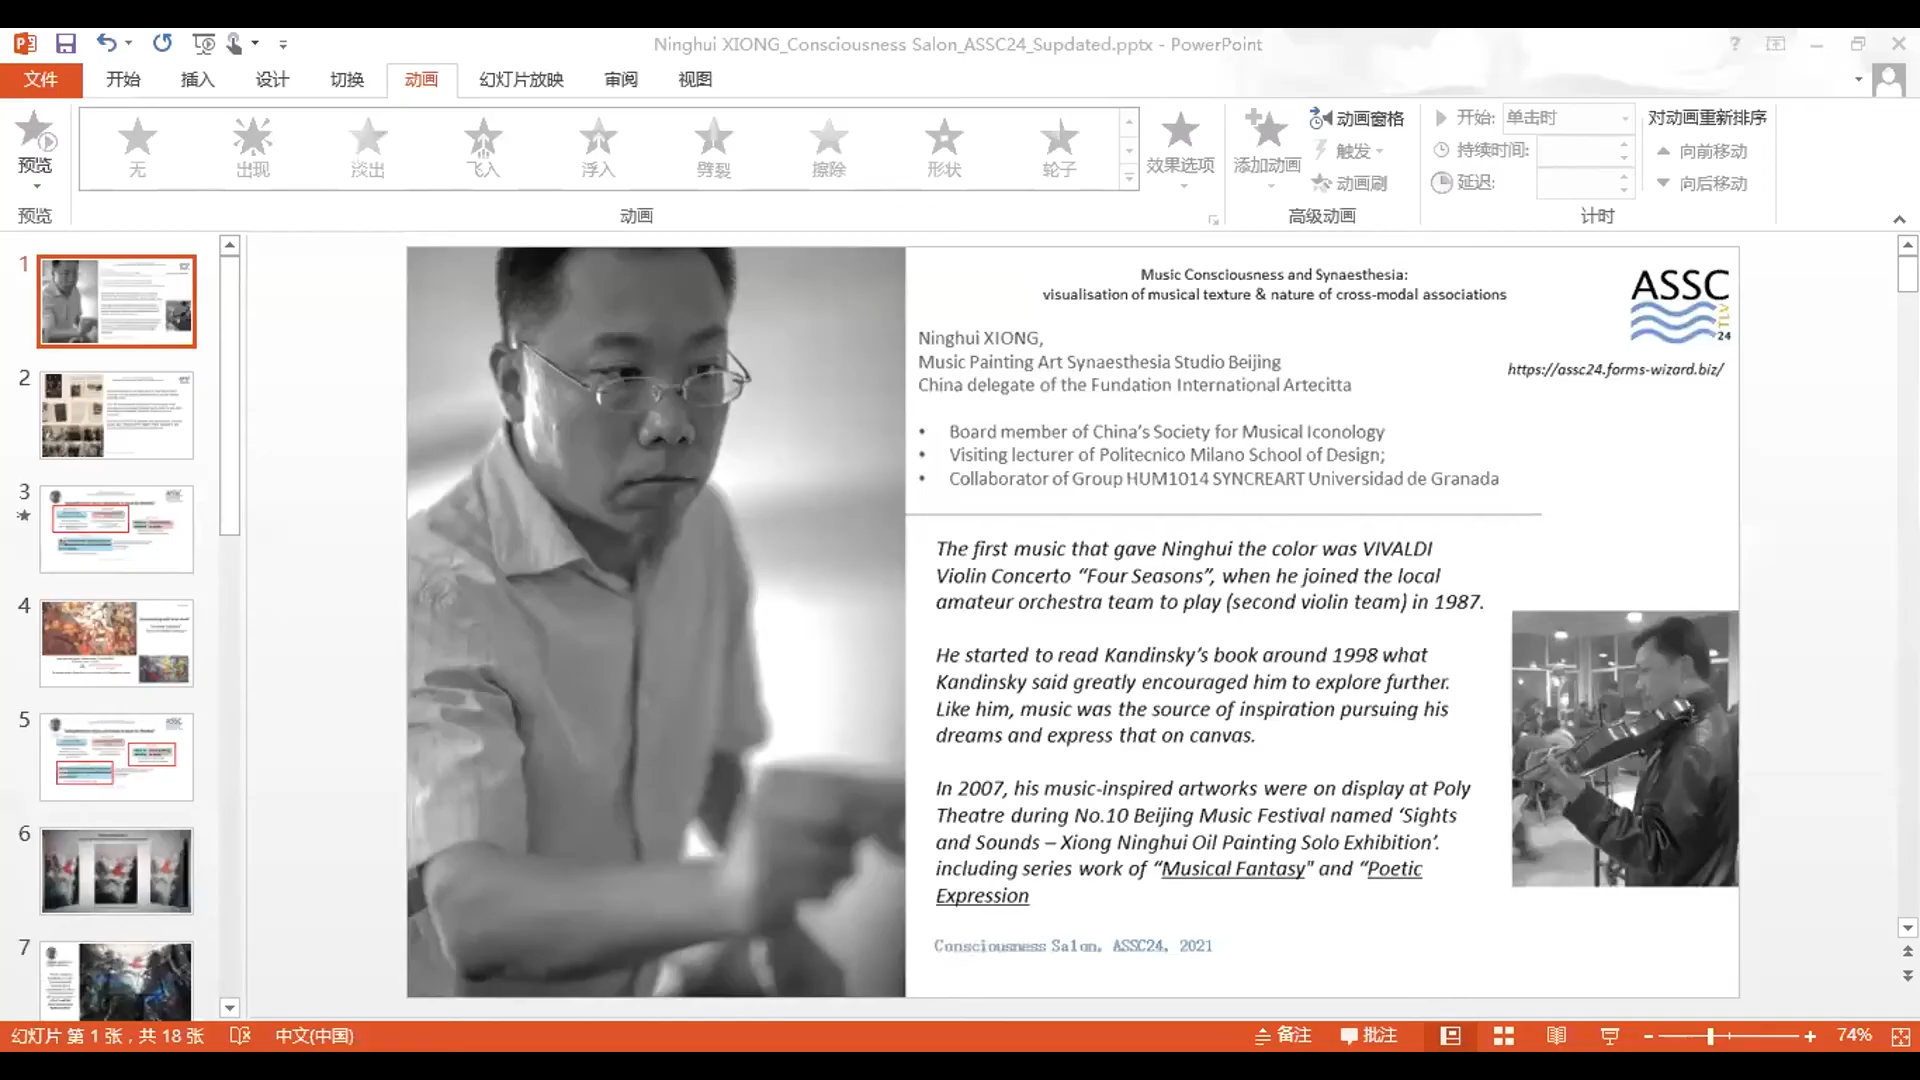 Ninghui XIONG_Consciousness Salon_ASSC24_Supdated.pptx - PowerPoint
文件 开始 插入 设计 切换 动画 幻灯片放映 审阅 视图
预览
无 出现 淡出 飞入 浮入 劈裂 擦除 形状 轮子
效果选项
添加动画
动画窗格
触发
动画刷
开始: 单击时
持续时间:
延迟:
对动画重新排序
向前移动
向后移动
预览 动画 高级动画 计时
1
2
3
4
5
6
7
Music Consciousness and Synaesthesia:
visualisation of musical texture & nature of cross-modal associations
ASSC
TLV
24
https://assc24.forms-wizard.biz/
Ninghui XIONG,
Music Painting Art Synaesthesia Studio Beijing
China delegate of the Fundation International Artecitta
• Board member of China’s Society for Musical Iconology
• Visiting lecturer of Politecnico Milano School of Design;
• Collaborator of Group HUM1014 SYNCREART Universidad de Granada
The first music that gave Ninghui the color was VIVALDI
Violin Concerto “Four Seasons”, when he joined the local
amateur orchestra team to play (second violin team) in 1987.
He started to read Kandinsky’s book around 1998 what
Kandinsky said greatly encouraged him to explore further.
Like him, music was the source of inspiration pursuing his
dreams and express that on canvas.
In 2007, his music-inspired artworks were on display at Poly
Theatre during No.10 Beijing Music Festival named ‘Sights
and Sounds – Xiong Ninghui Oil Painting Solo Exhibition’.
including series work of “Musical Fantasy" and “Poetic
Expression
Consciousness Salon, ASSC24, 2021
幻灯片 第 1 张，共 18 张 中文(中国) 备注 批注 74%